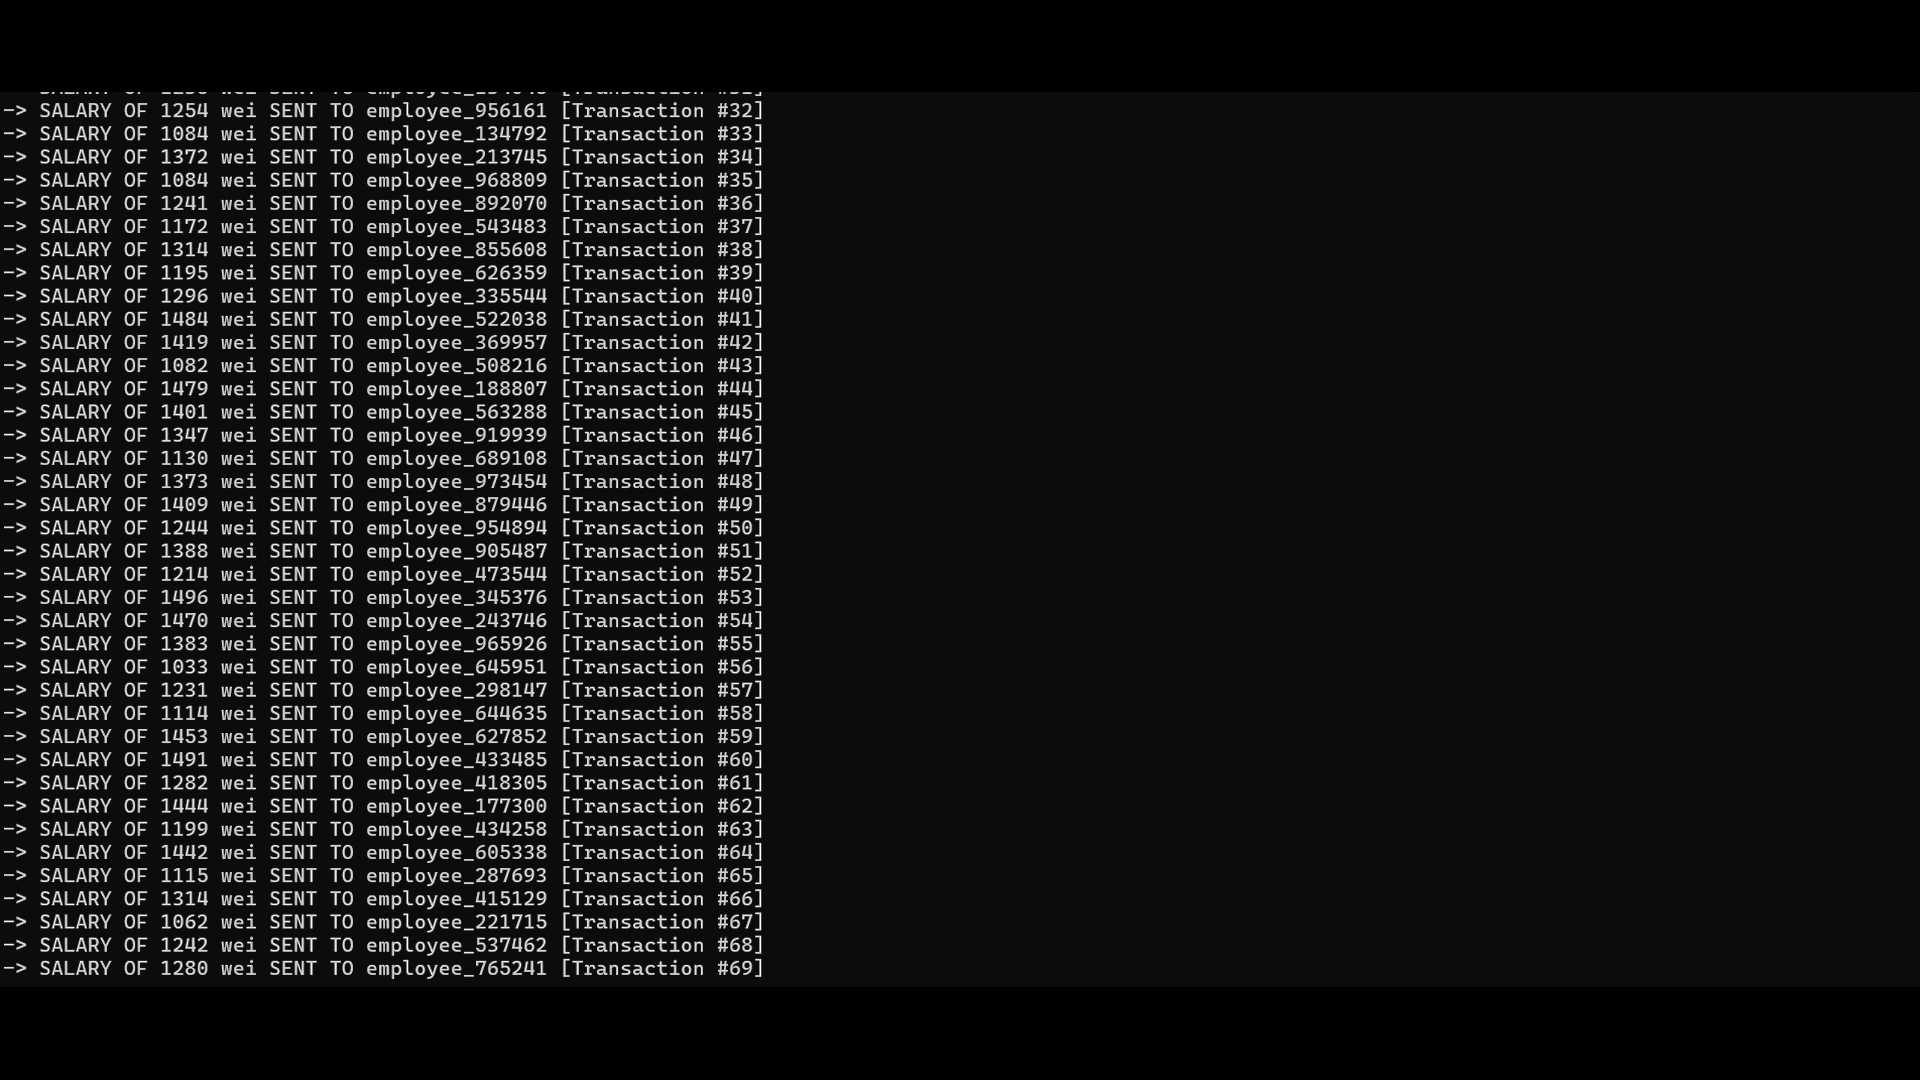 -> SALARY OF 1254 wei SENT TO employee_956161 [Transaction #32]
-> SALARY OF 1084 wei SENT TO employee_134792 [Transaction #33]
-> SALARY OF 1372 wei SENT TO employee_213745 [Transaction #34]
-> SALARY OF 1084 wei SENT TO employee_968809 [Transaction #35]
-> SALARY OF 1241 wei SENT TO employee_892070 [Transaction #36]
-> SALARY OF 1172 wei SENT TO employee_543483 [Transaction #37]
-> SALARY OF 1314 wei SENT TO employee_855608 [Transaction #38]
-> SALARY OF 1195 wei SENT TO employee_626359 [Transaction #39]
-> SALARY OF 1296 wei SENT TO employee_335544 [Transaction #40]
-> SALARY OF 1484 wei SENT TO employee_522038 [Transaction #41]
-> SALARY OF 1419 wei SENT TO employee_369957 [Transaction #42]
-> SALARY OF 1082 wei SENT TO employee_508216 [Transaction #43]
-> SALARY OF 1479 wei SENT TO employee_188807 [Transaction #44]
-> SALARY OF 1401 wei SENT TO employee_563288 [Transaction #45]
-> SALARY OF 1347 wei SENT TO employee_919939 [Transaction #46]
-> SALARY OF 1130 wei SENT TO employee_689108 [Transaction #47]
-> SALARY OF 1373 wei SENT TO employee_973454 [Transaction #48]
-> SALARY OF 1409 wei SENT TO employee_879446 [Transaction #49]
-> SALARY OF 1244 wei SENT TO employee_954894 [Transaction #50]
-> SALARY OF 1388 wei SENT TO employee_905487 [Transaction #51]
-> SALARY OF 1214 wei SENT TO employee_473544 [Transaction #52]
-> SALARY OF 1496 wei SENT TO employee_345376 [Transaction #53]
-> SALARY OF 1470 wei SENT TO employee_243746 [Transaction #54]
-> SALARY OF 1383 wei SENT TO employee_965926 [Transaction #55]
-> SALARY OF 1033 wei SENT TO employee_645951 [Transaction #56]
-> SALARY OF 1231 wei SENT TO employee_298147 [Transaction #57]
-> SALARY OF 1114 wei SENT TO employee_644635 [Transaction #58]
-> SALARY OF 1453 wei SENT TO employee_627852 [Transaction #59]
-> SALARY OF 1491 wei SENT TO employee_433485 [Transaction #60]
-> SALARY OF 1282 wei SENT TO employee_418305 [Transaction #61]
-> SALARY OF 1444 wei SENT TO employee_177300 [Transaction #62]
-> SALARY OF 1199 wei SENT TO employee_434258 [Transaction #63]
-> SALARY OF 1442 wei SENT TO employee_605338 [Transaction #64]
-> SALARY OF 1115 wei SENT TO employee_287693 [Transaction #65]
-> SALARY OF 1314 wei SENT TO employee_415129 [Transaction #66]
-> SALARY OF 1062 wei SENT TO employee_221715 [Transaction #67]
-> SALARY OF 1242 wei SENT TO employee_537462 [Transaction #68]
-> SALARY OF 1280 wei SENT TO employee_765241 [Transaction #69]